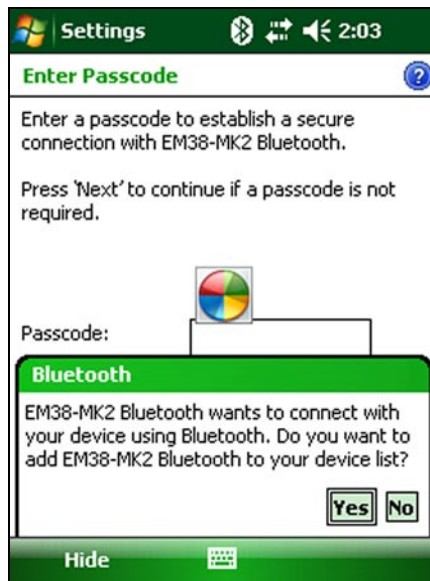 Settings 2:03
Enter Passcode ?
Enter a passcode to establish a secure
connection with EM38-MK2 Bluetooth.
Press 'Next' to continue if a passcode is not
required.
Passcode:
Bluetooth
EM38-MK2 Bluetooth wants to connect with
your device using Bluetooth. Do you want to
add EM38-MK2 Bluetooth to your device list?
Yes No
Hide